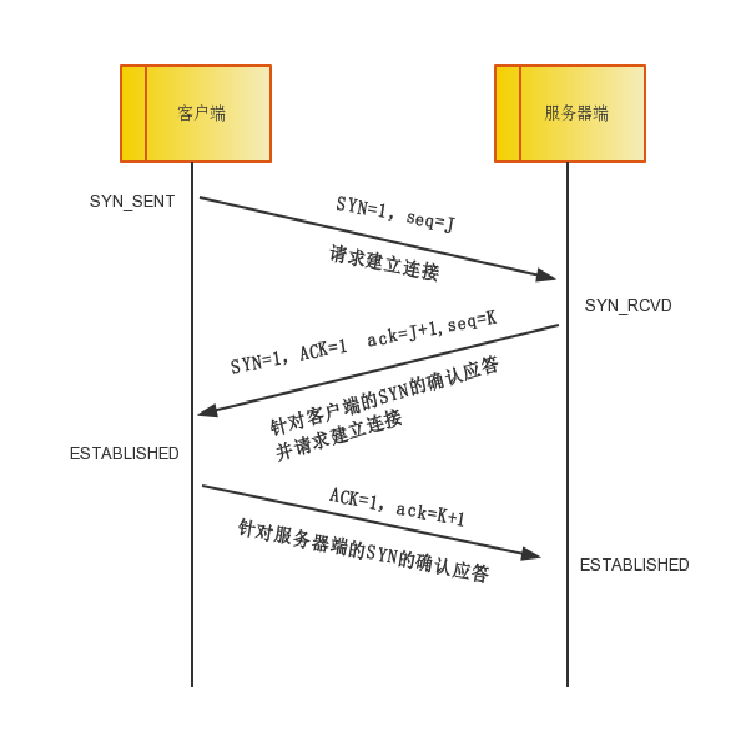 客户端
服务器端
SYN_SENT
SYN=1, seq=J
请求建立连接
SYN_RCVD
SYN=1, ACK=1 ack=J+1,seq=K
针对客户端的SYN的确认应答
并请求建立连接
ESTABLISHED
ACK=1, ack=K+1
针对服务器端的SYN的确认应答
ESTABLISHED